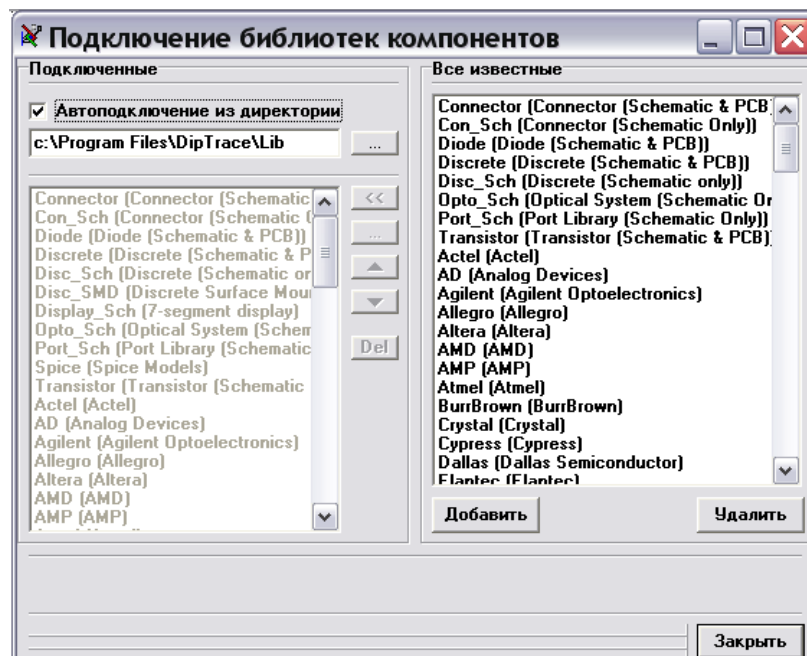 Подключение библиотек компонентов
Подключенные
Автоподключение из директории
c:\Program Files\DipTrace\Lib
...
Connector (Connector (Schematic
Con_Sch (Connector (Schematic (
Diode (Diode (Schematic & PCB))
Discrete (Discrete (Schematic & P
Disc_Sch (Discrete (Schematic or
Disc_SMD (Discrete Surface Mou
Display_Sch (7-segment display)
Opto_Sch (Optical System (Schem
Port_Sch (Port Library (Schematic
Spice (Spice Models)
Transistor (Transistor (Schematic
Actel (Actel)
AD (Analog Devices)
Agilent (Agilent Optoelectronics)
Allegro (Allegro)
Altera (Altera)
AMD (AMD)
AMP (AMP)
<<
...
Del
Все известные
Connector (Connector (Schematic & PCB
Con_Sch (Connector (Schematic Only))
Diode (Diode (Schematic & PCB))
Discrete (Discrete (Schematic & PCB))
Disc_Sch (Discrete (Schematic only))
Opto_Sch (Optical System (Schematic Or
Port_Sch (Port Library (Schematic Only))
Transistor (Transistor (Schematic & PCB)
Actel (Actel)
AD (Analog Devices)
Agilent (Agilent Optoelectronics)
Allegro (Allegro)
Altera (Altera)
AMD (AMD)
AMP (AMP)
Atmel (Atmel)
BurrBrown (BurrBrown)
Crystal (Crystal)
Cypress (Cypress)
Dallas (Dallas Semiconductor)
Elantec (Elantec)
Добавить
Удалить
Закрыть